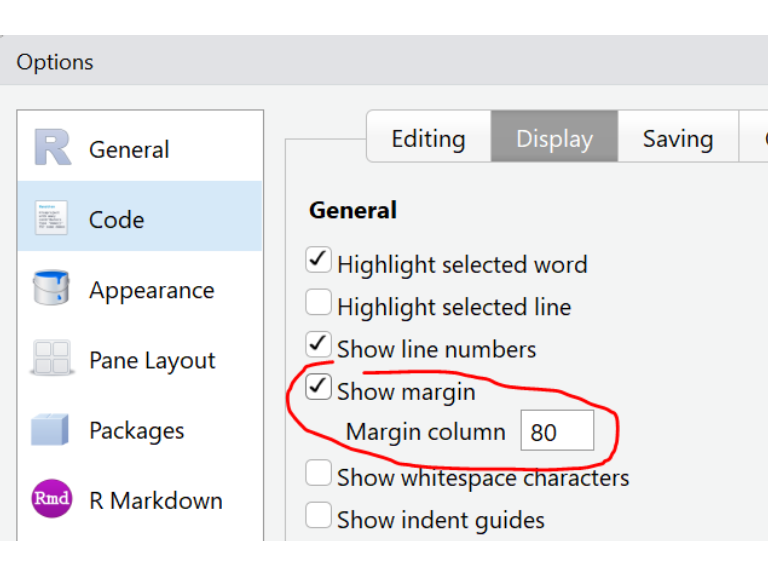 Options
R General
Code
Appearance
Pane Layout
Packages
Rmd R Markdown
Editing Display Saving
General
Highlight selected word
Highlight selected line
Show line numbers
Show margin
Margin column 80
Show whitespace characters
Show indent guides